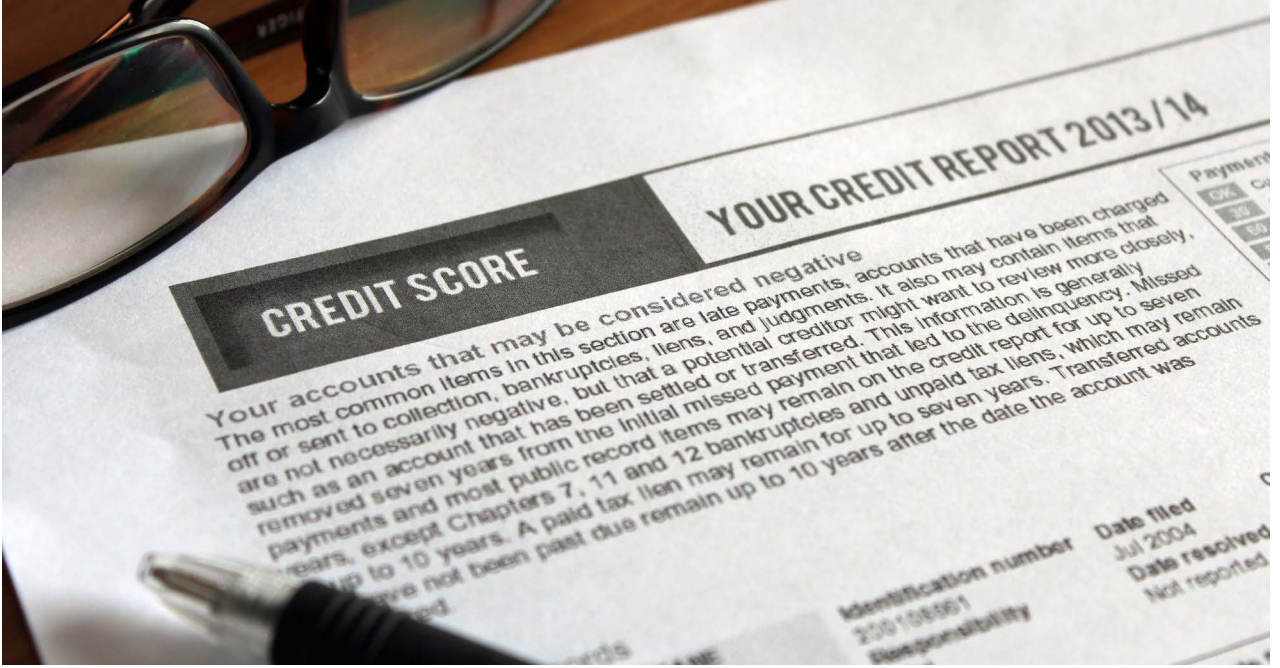 CREDIT SCORE
YOUR CREDIT REPORT 2013/14
Your accounts that may be considered negative
The most common items in this section are late payments, accounts that have been charged
off or sent to collection, bankruptcies, liens, and judgments. It also may contain items that
are not necessarily negative, but that a potential creditor might want to review more closely,
such as an account that has been settled or transferred. This information is generally
removed seven years from the initial missed payment that led to the delinquency. Missed
payments and most public record items may remain on the credit report for up to seven
years, except Chapters 7, 11 and 12 bankruptcies and unpaid tax liens, which may remain
up to 10 years. A paid tax lien may remain for up to seven years. Transferred accounts
not been past due remain up to 10 years after the date the account was
Payment
OK
30
60
Identification number
Responsibility
Date filed
Jul 2004
Date resolved
Not reported